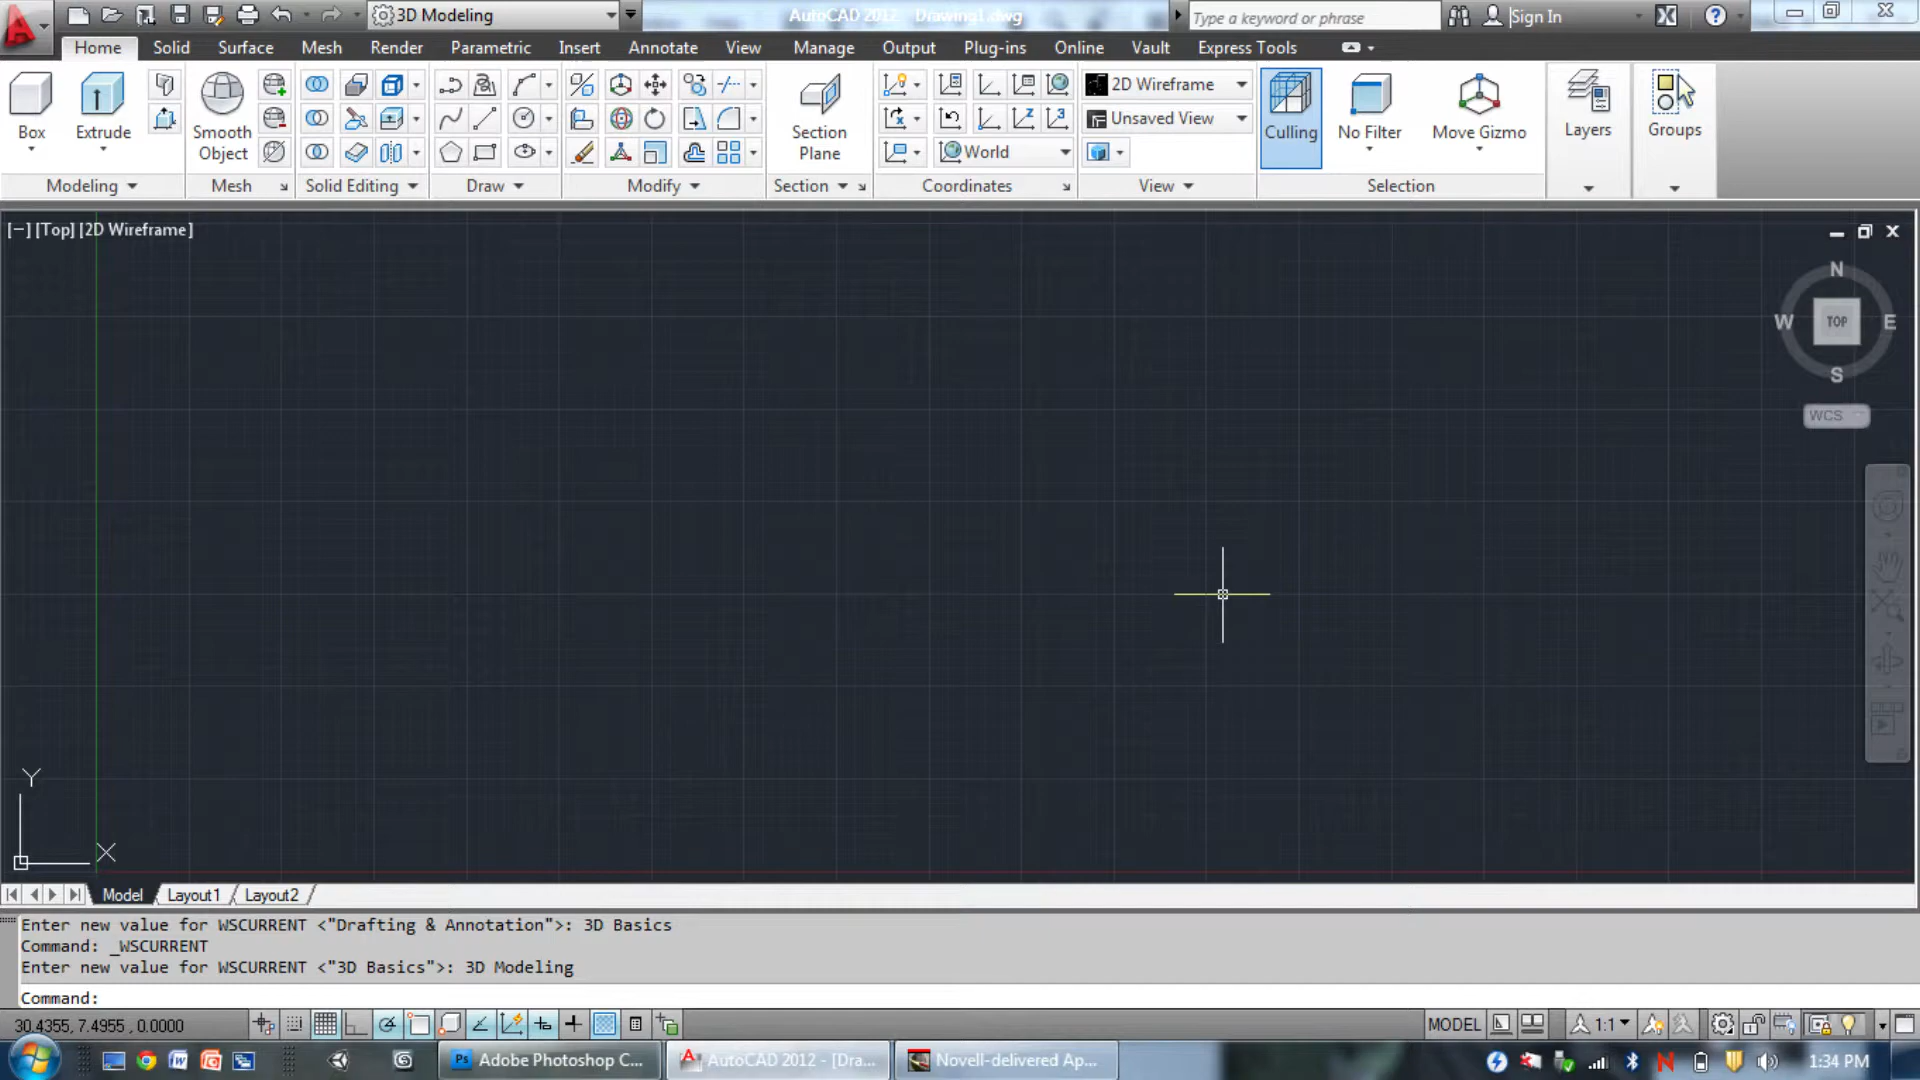 3D Modeling
AutoCAD 2012 Drawing1.dwg
Type a keyword or phrase
Sign In
Home Solid Surface Mesh Render Parametric Insert Annotate View Manage Output Plug-ins Online Vault Express Tools
Box
Extrude
Smooth
Object
Section
Plane
2D Wireframe
Unsaved View
World
Culling
No Filter
Move Gizmo
Layers
Groups
Modeling Mesh Solid Editing Draw Modify Section Coordinates View Selection
[−] [Top] [2D Wireframe]
N
W TOP E
S
WCS
Y
X
Model Layout1 Layout2
Enter new value for WSCURRENT <"Drafting & Annotation">: 3D Basics
Command: _WSCURRENT
Enter new value for WSCURRENT <"3D Basics">: 3D Modeling
Command:
30.4355, 7.4955 , 0.0000
MODEL
1:1
Adobe Photoshop C...
AutoCAD 2012 - [Dra...
Novell-delivered Ap...
1:34 PM